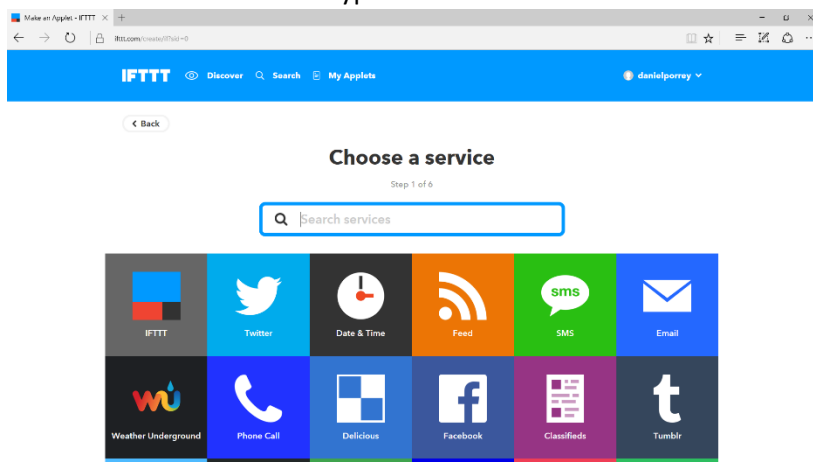 Make an Applet - IFTTT
ifttt.com/create/if?sid=0
IFTTT Discover Search My Applets danielporrey
Back
Choose a service
Step 1 of 6
Search services
sms
IFTTT Twitter Date & Time Feed SMS Email
wu f t
Weather Underground Phone Call Delicious Facebook Classifieds Tumblr